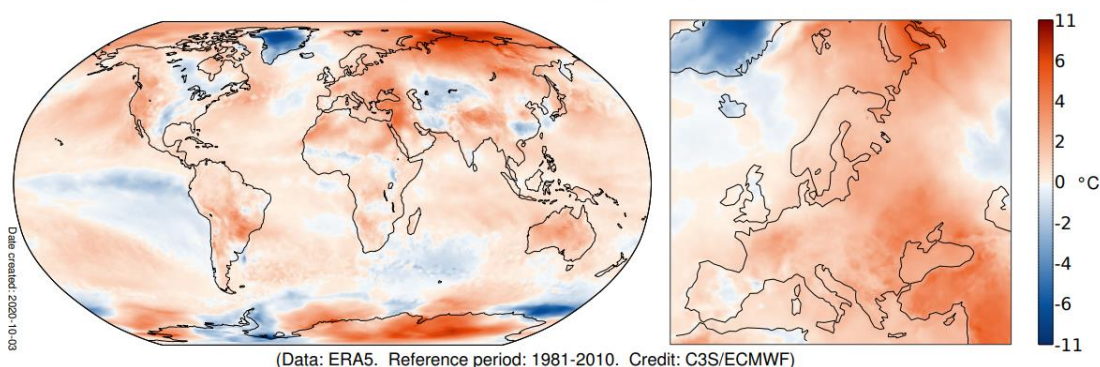 Date created: 2020-10-03
11
6
4
2
0 °C
-2
-4
-6
-11
(Data: ERA5. Reference period: 1981-2010. Credit: C3S/ECMWF)